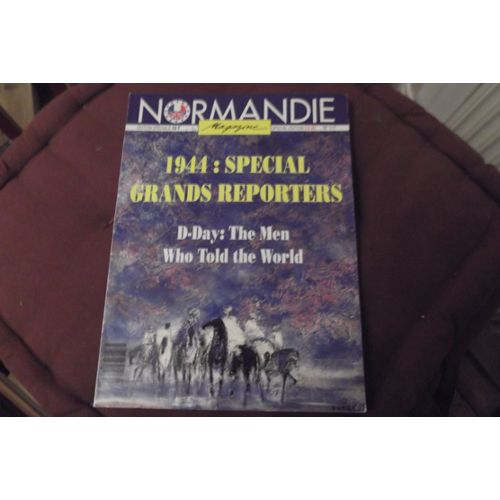 NORMANDIE
Magazine
1944 : SPECIAL
GRANDS REPORTERS
D-Day: The Men
Who Told the World